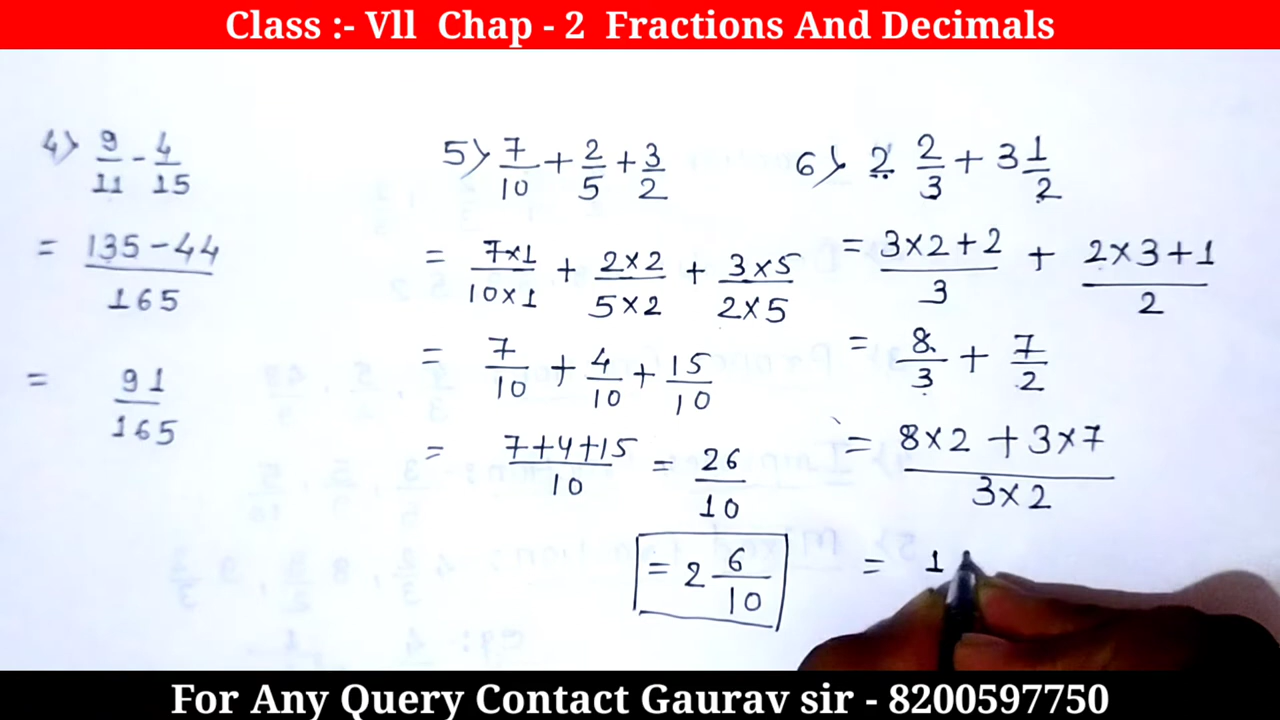 Class :- Vll Chap - 2 Fractions And Decimals
4) 9/11 - 4/15
= 135 - 44 / 165
= 91/165
5) 7/10 + 2/5 + 3/2
= 7×1/10×1 + 2×2/5×2 + 3×5/2×5
= 7/10 + 4/10 + 15/10
= 7+4+15/10 = 26/10
= 2 6/10
6) 2 2/3 + 3 1/2
= 3×2+2/3 + 2×3+1/2
= 8/3 + 7/2
= 8×2 + 3×7 / 3×2
= 1
For Any Query Contact Gaurav sir - 8200597750